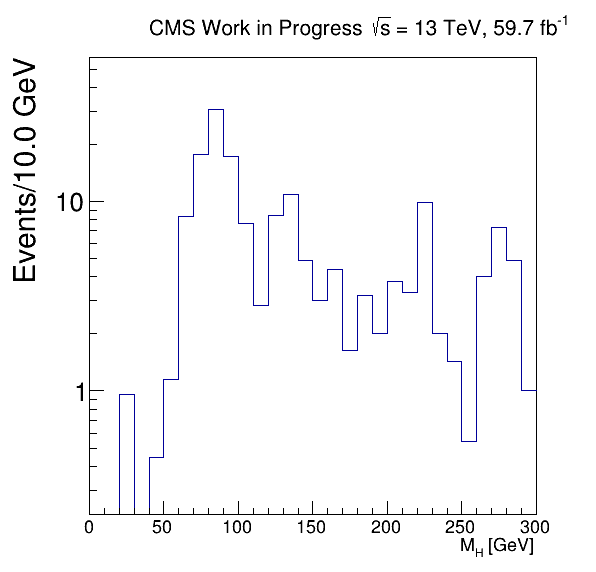 CMS Work in Progress √s = 13 TeV, 59.7 fb⁻¹
Events/10.0 GeV
10
1
0 50 100 150 200 250 300
M_H [GeV]